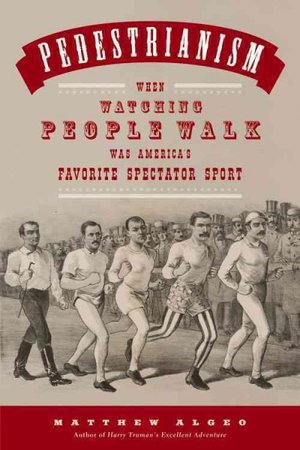 PEDESTRIANISM
WHEN
WATCHING
PEOPLE WALK
WAS AMERICA'S
FAVORITE SPECTATOR SPORT
MATTHEW ALGEO
Author of Harry Truman's Excellent Adventure